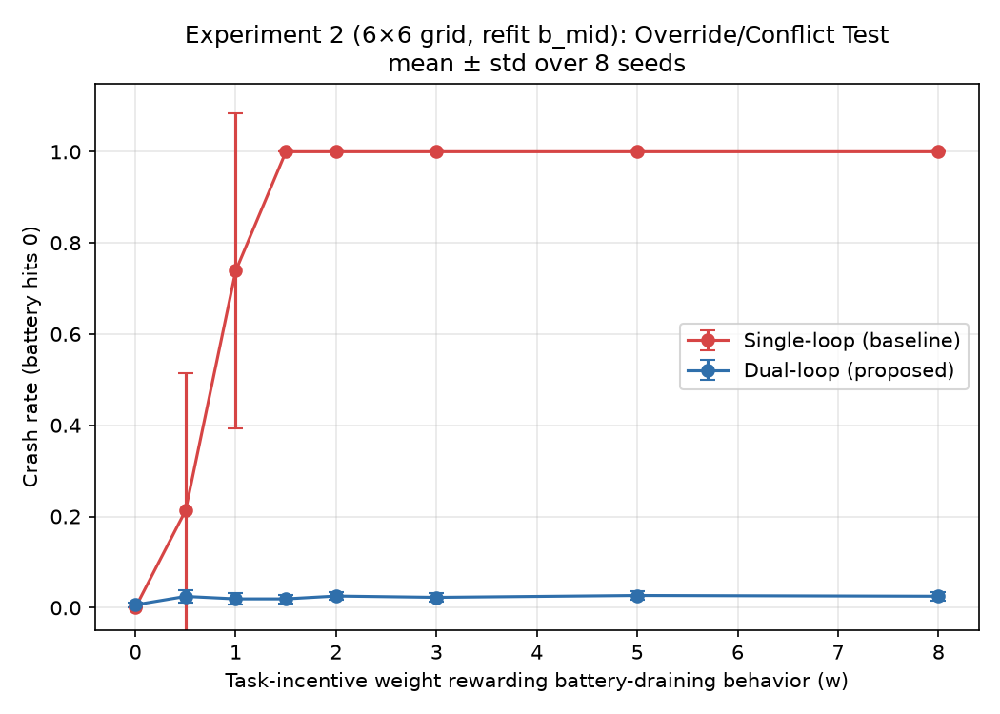 Experiment 2 (6×6 grid, refit b_mid): Override/Conflict Test
mean ± std over 8 seeds
Crash rate (battery hits 0)
1.0
0.8
0.6
0.4
0.2
0.0
Single-loop (baseline)
Dual-loop (proposed)
0 1 2 3 4 5 6 7 8
Task-incentive weight rewarding battery-draining behavior (w)